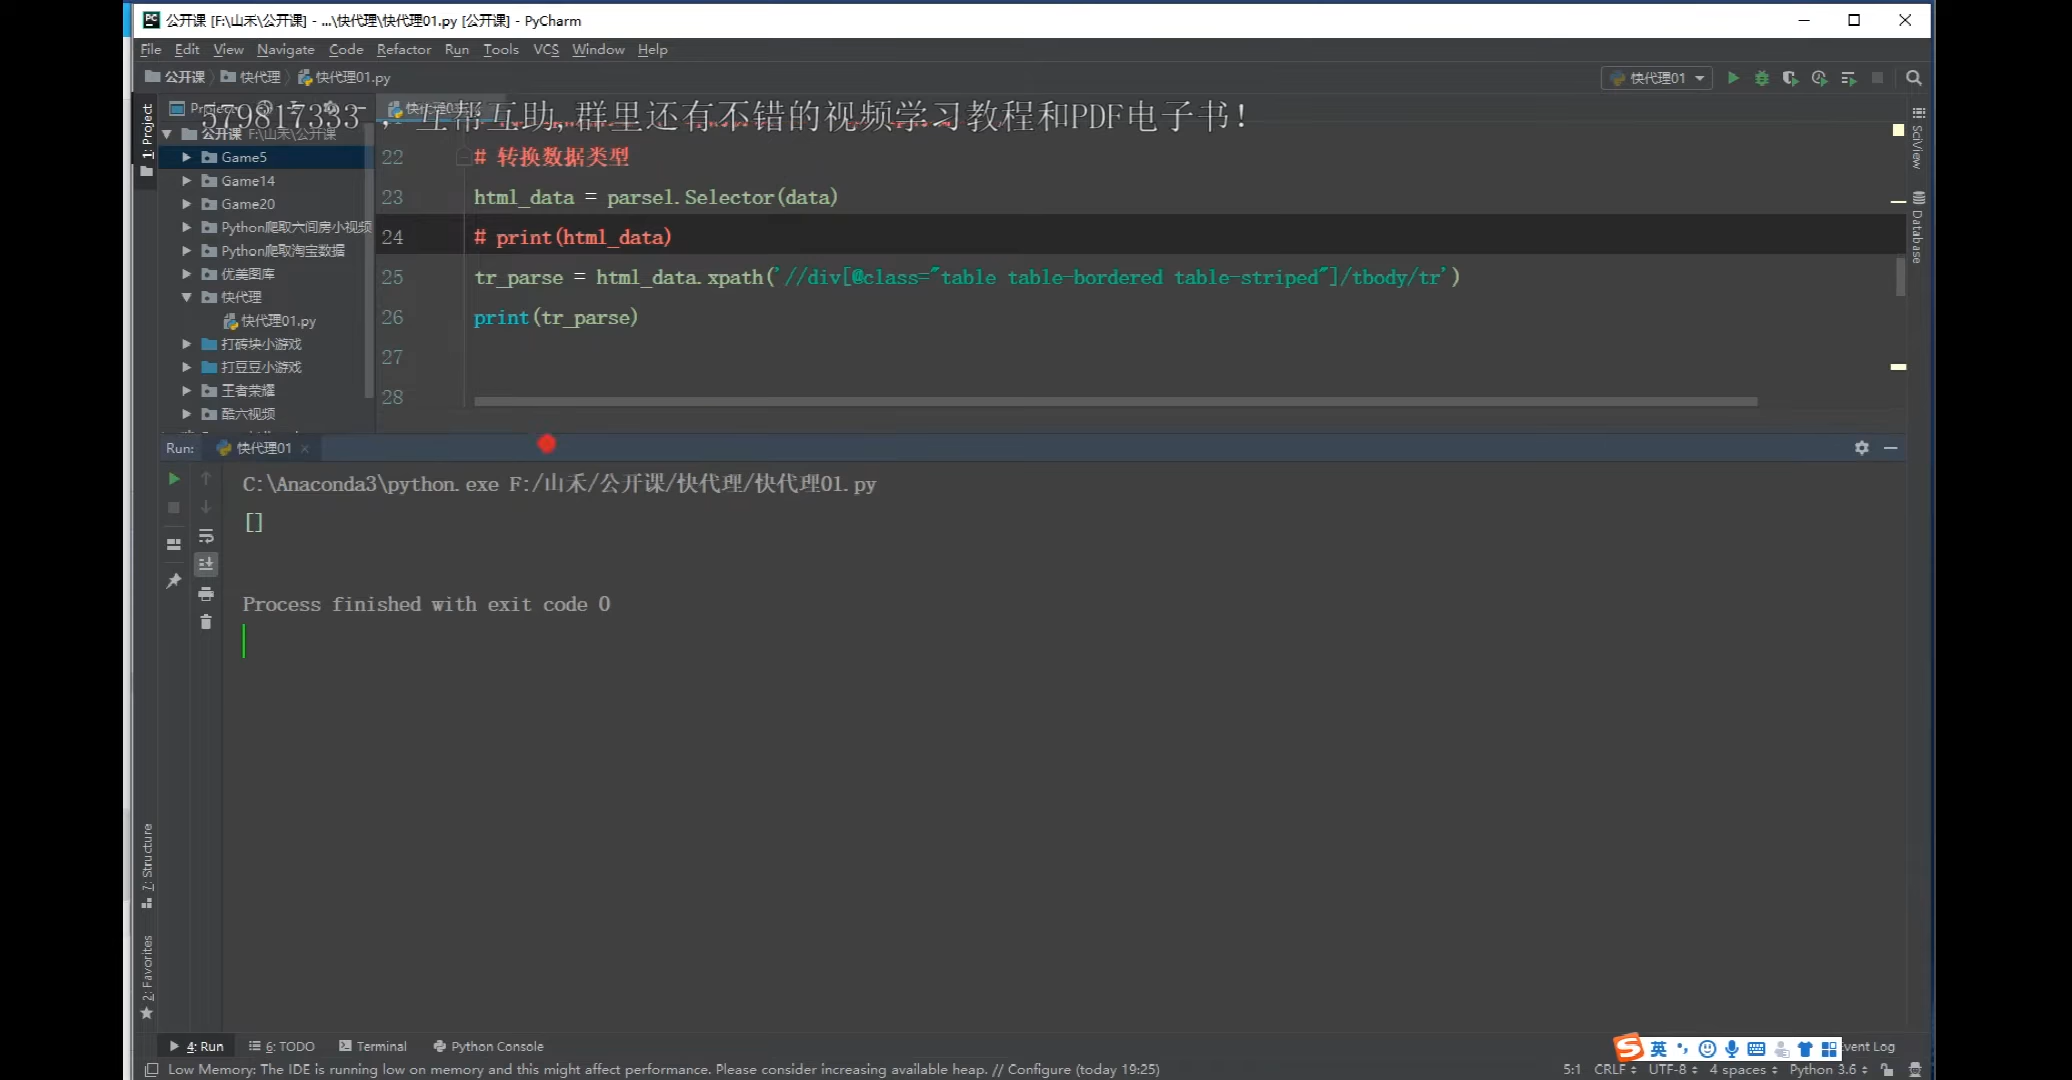 公开课 [F:\山禾\公开课] - ...\快代理\快代理01.py [公开课] - PyCharm
File Edit View Navigate Code Refactor Run Tools VCS Window Help
公开课 快代理 快代理01.py
快代理01
579817333 , 互帮互助,群里还有不错的视频学习教程和PDF电子书!
1: Project
公开课 F:\山禾\公开课
Game5
Game14
Game20
Python爬取六间房小视频
Python爬取淘宝数据
优美图库
快代理
快代理01.py
打砖块小游戏
打豆豆小游戏
王者荣耀
酷六视频
22 # 转换数据类型
23 html_data = parsel.Selector(data)
24 # print(html_data)
25 tr_parse = html_data.xpath('//div[@class="table table-bordered table-striped"]/tbody/tr')
26 print(tr_parse)
27
28
SciView
Database
Run: 快代理01
C:\Anaconda3\python.exe F:/山禾/公开课/快代理/快代理01.py
[]
Process finished with exit code 0
7: Structure
2: Favorites
4: Run 6: TODO Terminal Python Console
英
Event Log
Low Memory: The IDE is running low on memory and this might affect performance. Please consider increasing available heap. // Configure (today 19:25)
5:1 CRLF UTF-8 4 spaces Python 3.6